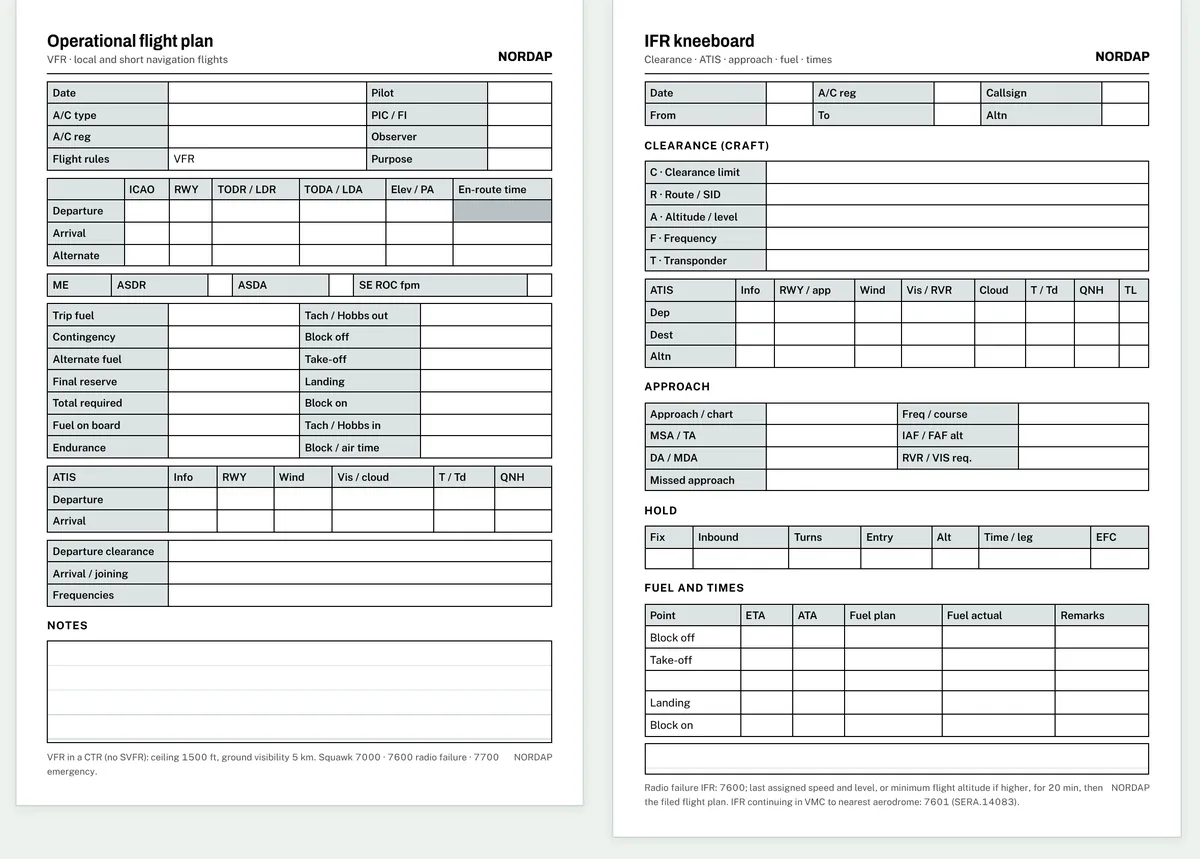 Operational flight plan
VFR · local and short navigation flights
NORDAP
Date Pilot
A/C type PIC / FI
A/C reg Observer
Flight rules VFR Purpose
ICAO RWY TODR / LDR TODA / LDA Elev / PA En-route time
Departure
Arrival
Alternate
ME ASDR ASDA SE ROC fpm
Trip fuel Tach / Hobbs out
Contingency Block off
Alternate fuel Take-off
Final reserve Landing
Total required Block on
Fuel on board Tach / Hobbs in
Endurance Block / air time
ATIS Info RWY Wind Vis / cloud T / Td QNH
Departure
Arrival
Departure clearance
Arrival / joining
Frequencies
NOTES
VFR in a CTR (no SVFR): ceiling 1500 ft, ground visibility 5 km. Squawk 7000 · 7600 radio failure · 7700 NORDAP
emergency.
IFR kneeboard
Clearance · ATIS · approach · fuel · times
NORDAP
Date A/C reg Callsign
From To Altn
CLEARANCE (CRAFT)
C · Clearance limit
R · Route / SID
A · Altitude / level
F · Frequency
T · Transponder
ATIS Info RWY / app Wind Vis / RVR Cloud T / Td QNH TL
Dep
Dest
Altn
APPROACH
Approach / chart Freq / course
MSA / TA IAF / FAF alt
DA / MDA RVR / VIS req.
Missed approach
HOLD
Fix Inbound Turns Entry Alt Time / leg EFC
FUEL AND TIMES
Point ETA ATA Fuel plan Fuel actual Remarks
Block off
Take-off
Landing
Block on
Radio failure IFR: 7600; last assigned speed and level, or minimum flight altitude if higher, for 20 min, then NORDAP
the filed flight plan. IFR continuing in VMC to nearest aerodrome: 7601 (SERA.14083).